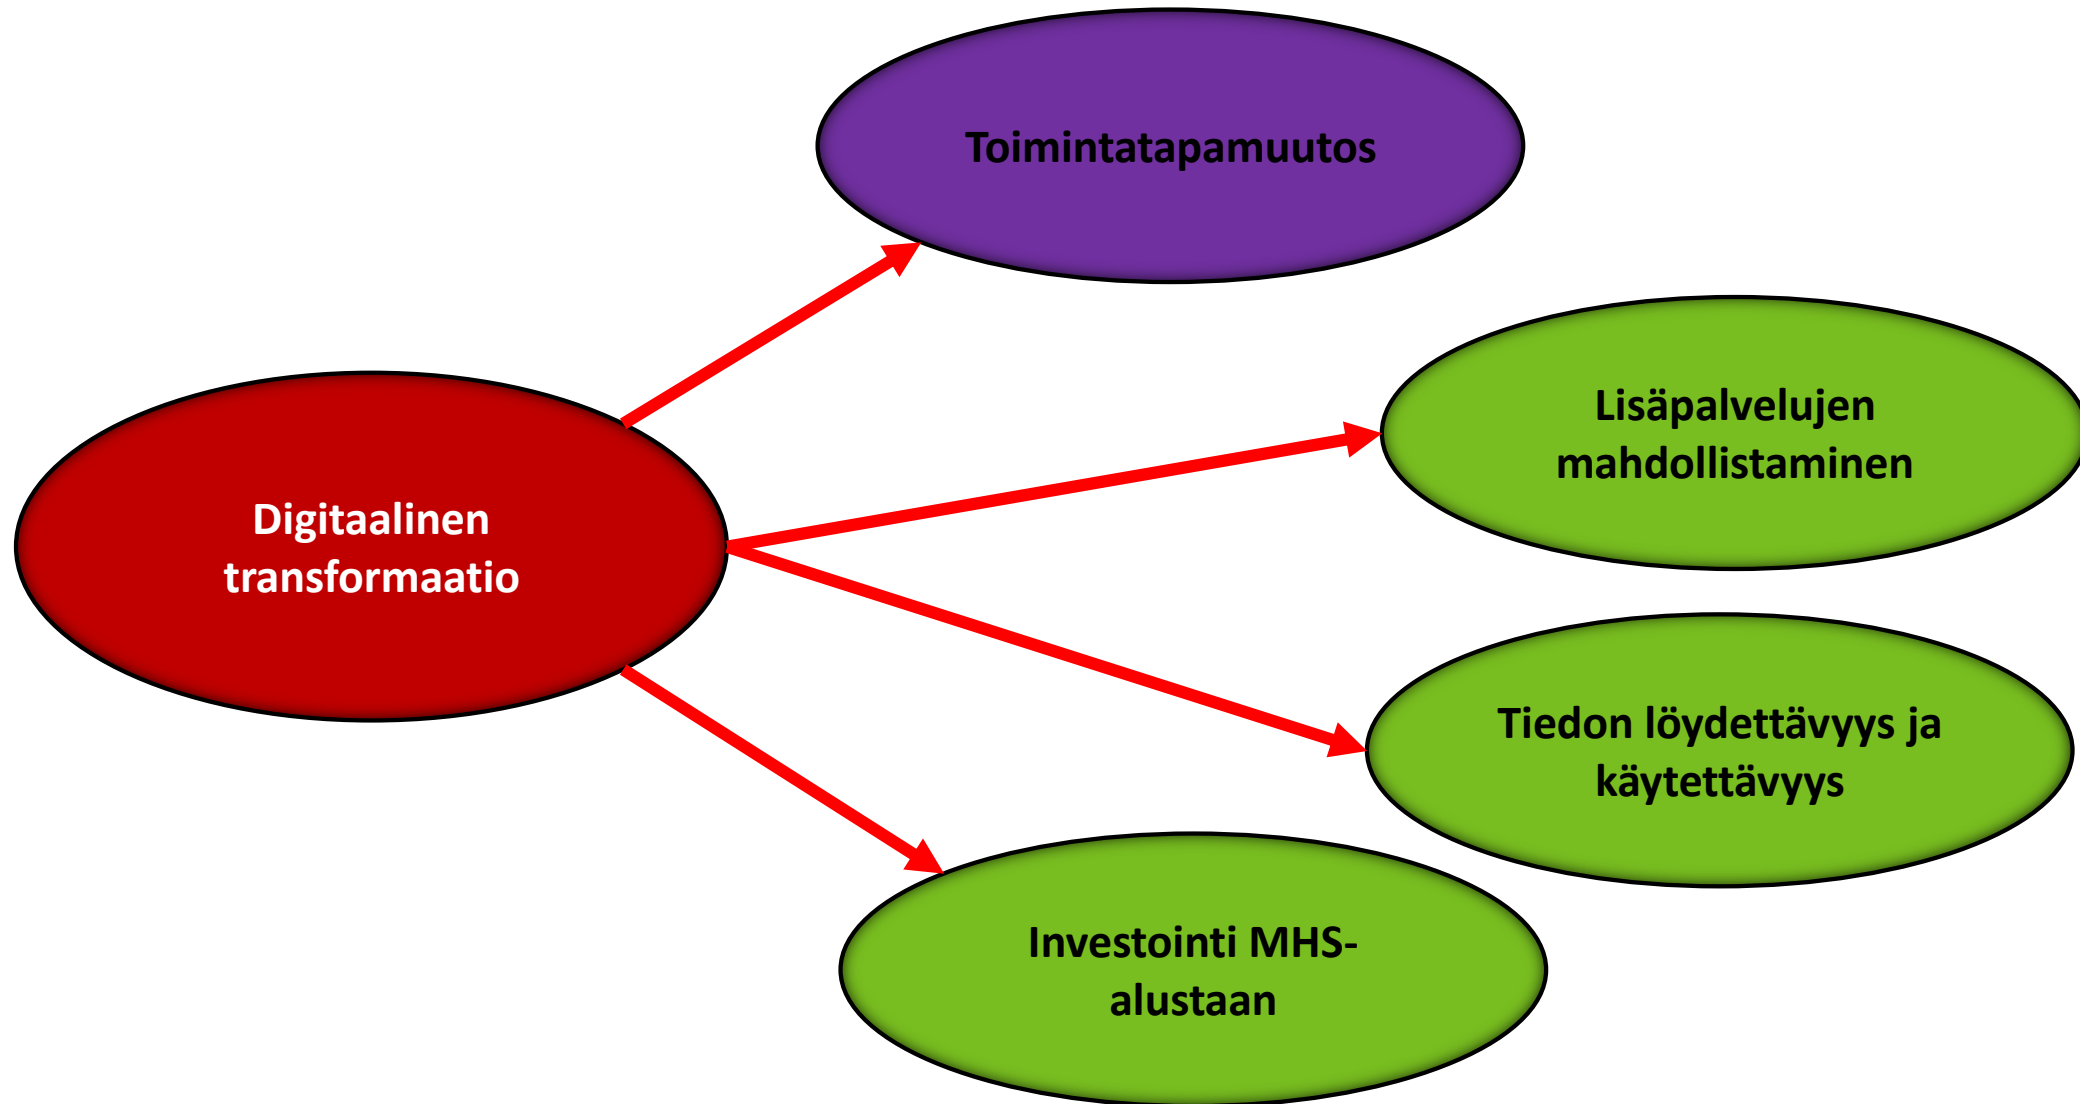 Toimintatapamuutos
Lisäpalvelujen
mahdollistaminen
Digitaalinen
transformaatio
Tiedon löydettävyys ja
käytettävyys
Investointi MHS-
alustaan